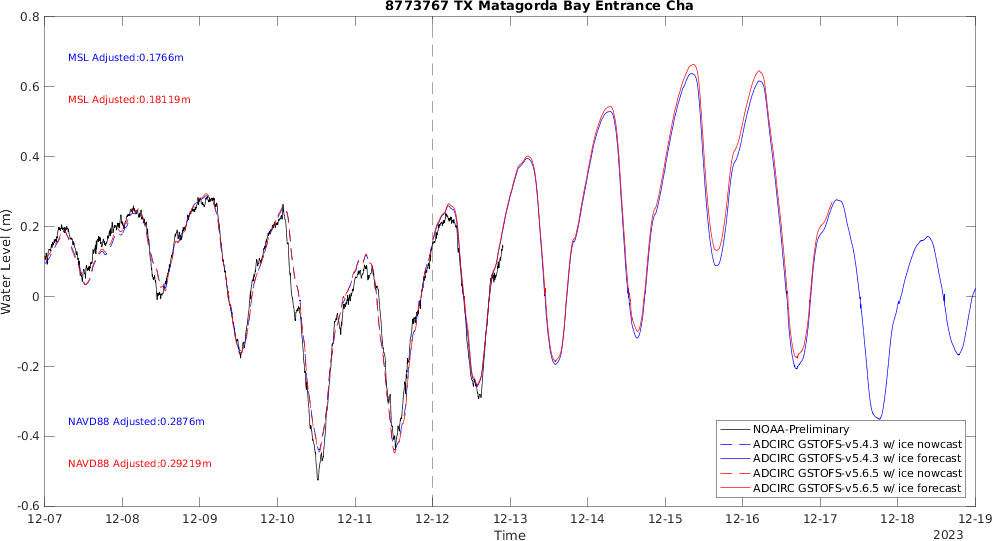 8773767 TX Matagorda Bay Entrance Cha
0.8
0.6
0.4
0.2
0
-0.2
-0.4
-0.6
Water Level (m)
MSL Adjusted:0.1766m
MSL Adjusted:0.18119m
NAVD88 Adjusted:0.2876m
NAVD88 Adjusted:0.29219m
NOAA-Preliminary
ADCIRC GSTOFS-v5.4.3 w/ ice nowcast
ADCIRC GSTOFS-v5.4.3 w/ ice forecast
ADCIRC GSTOFS-v5.6.5 w/ ice nowcast
ADCIRC GSTOFS-v5.6.5 w/ ice forecast
12-07 12-08 12-09 12-10 12-11 12-12 12-13 12-14 12-15 12-16 12-17 12-18 12-19
Time
2023